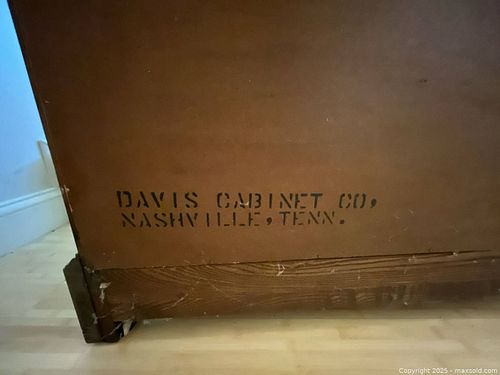 DAVIS CABINET CO,
NASHVILLE, TENN.
Copyright 2025 - maxsold.com